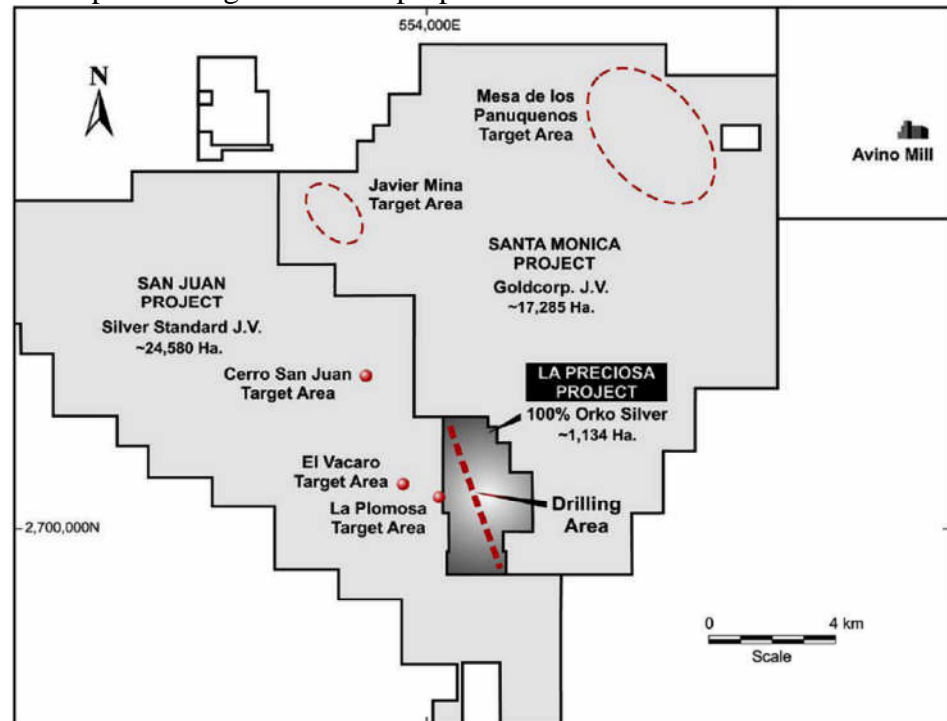 554,000E
N
Mesa de los
Panuquenos
Target Area
Avino Mill
Javier Mina
Target Area
SANTA MONICA
PROJECT
Goldcorp. J.V.
~17,285 Ha.
SAN JUAN
PROJECT
Silver Standard J.V.
~24,580 Ha.
Cerro San Juan
Target Area
LA PRECIOSA
PROJECT
100% Orko Silver
~1,134 Ha.
El Vacaro
Target Area
La Plomosa
Target Area
Drilling
Area
2,700,000N
0 4 km
Scale